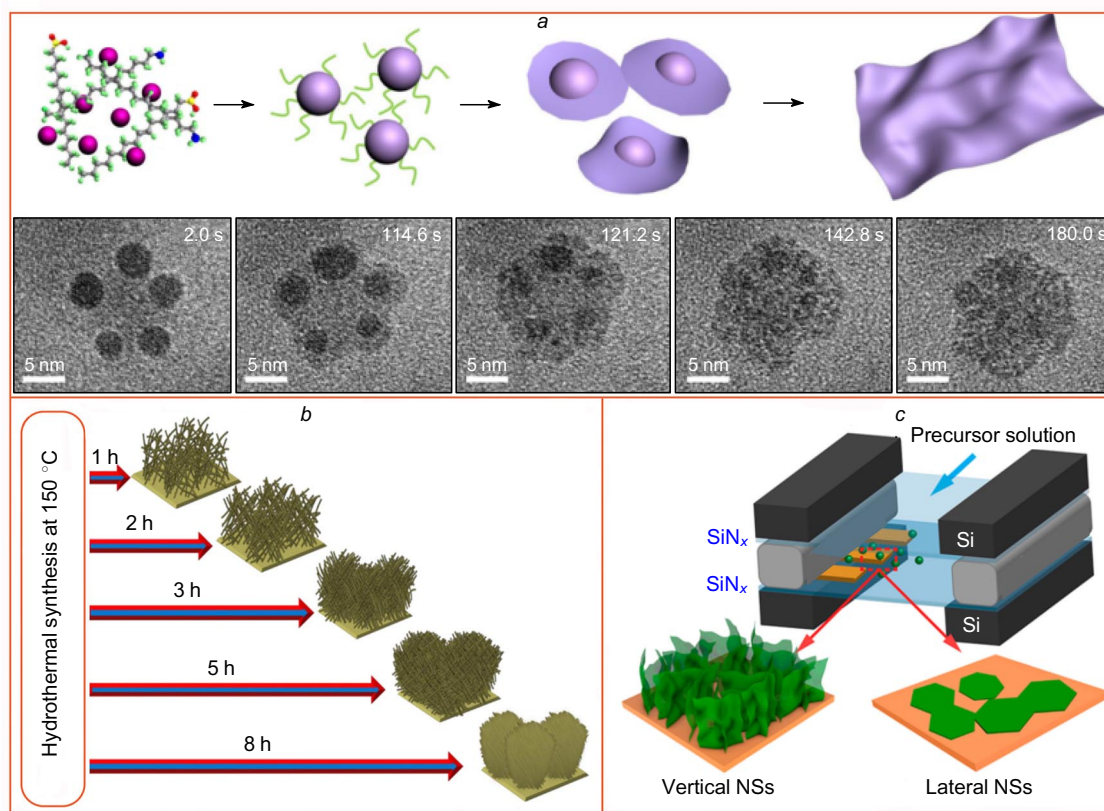 a
2.0 s
114.6 s
121.2 s
142.8 s
180.0 s
5 nm
5 nm
5 nm
5 nm
5 nm
b
Hydrothermal synthesis at 150 °C
1 h
2 h
3 h
5 h
8 h
c
Precursor solution
SiNx
Si
SiNx
Si
Vertical NSs
Lateral NSs